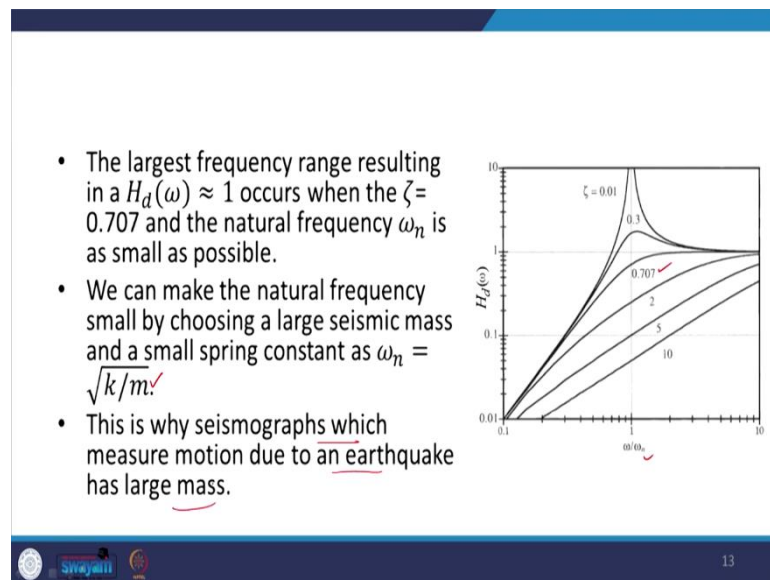 • The largest frequency range resulting
in a H_d(ω) ≈ 1 occurs when the ζ=
0.707 and the natural frequency ω_n is
as small as possible.
• We can make the natural frequency
small by choosing a large seismic mass
and a small spring constant as ω_n =
√k/m.
• This is why seismographs which
measure motion due to an earthquake
has large mass.
10
ζ = 0.01
0.3
1
0.707
2
5
10
0.1
0.01
H_d(ω)
0.1
1
10
ω/ω_n
swayam
13